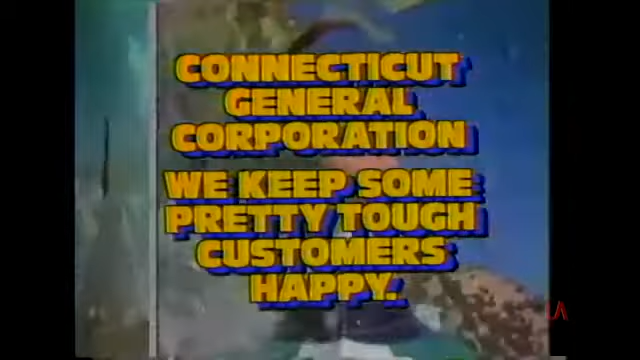 CONNECTICUT
GENERAL
CORPORATION
WE KEEP SOME
PRETTY TOUGH
CUSTOMERS
HAPPY.